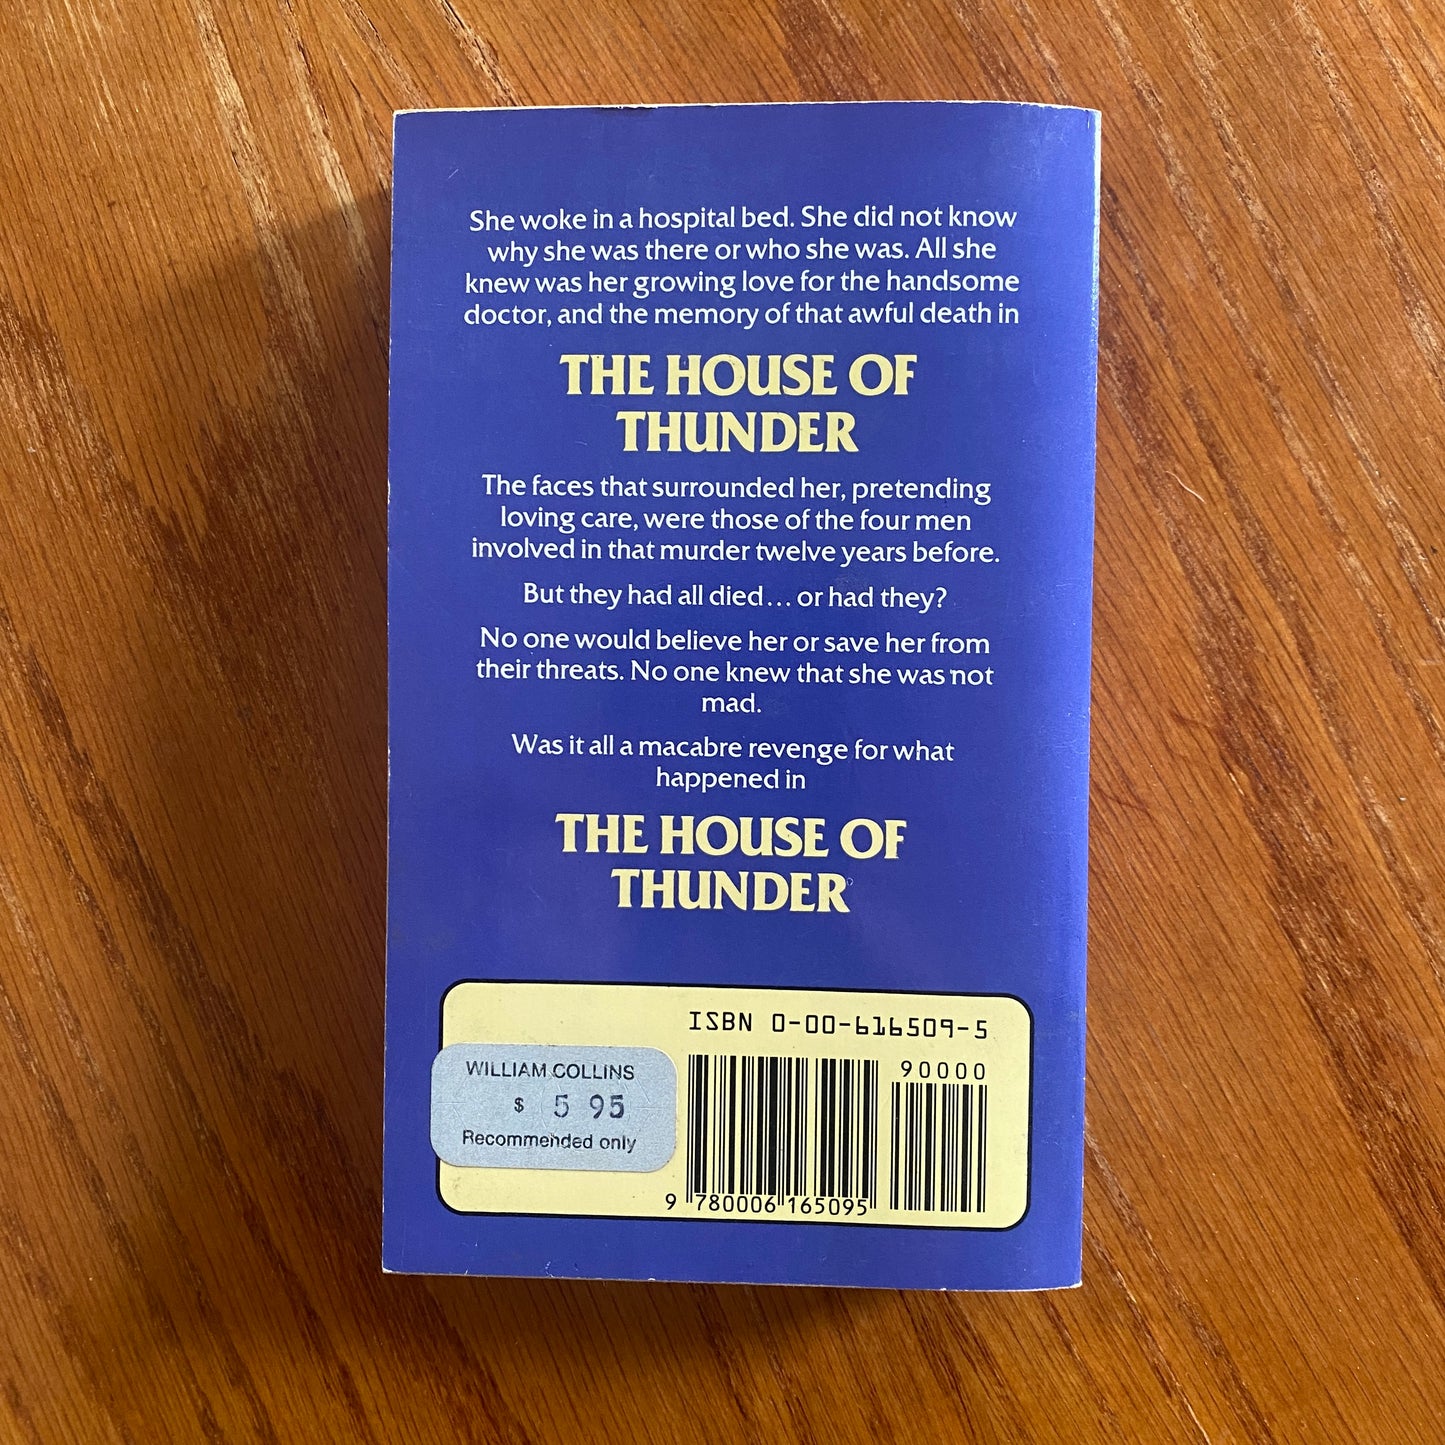 She woke in a hospital bed. She did not know
why she was there or who she was. All she
knew was her growing love for the handsome
doctor, and the memory of that awful death in
THE HOUSE OF
THUNDER
The faces that surrounded her, pretending
loving care, were those of the four men
involved in that murder twelve years before.
But they had all died... or had they?
No one would believe her or save her from
their threats. No one knew that she was not
mad.
Was it all a macabre revenge for what
happened in
THE HOUSE OF
THUNDER
ISBN 0-00-616509-5
WILLIAM COLLINS
$ 5 95
Recommended only
90000
9 780006 165095